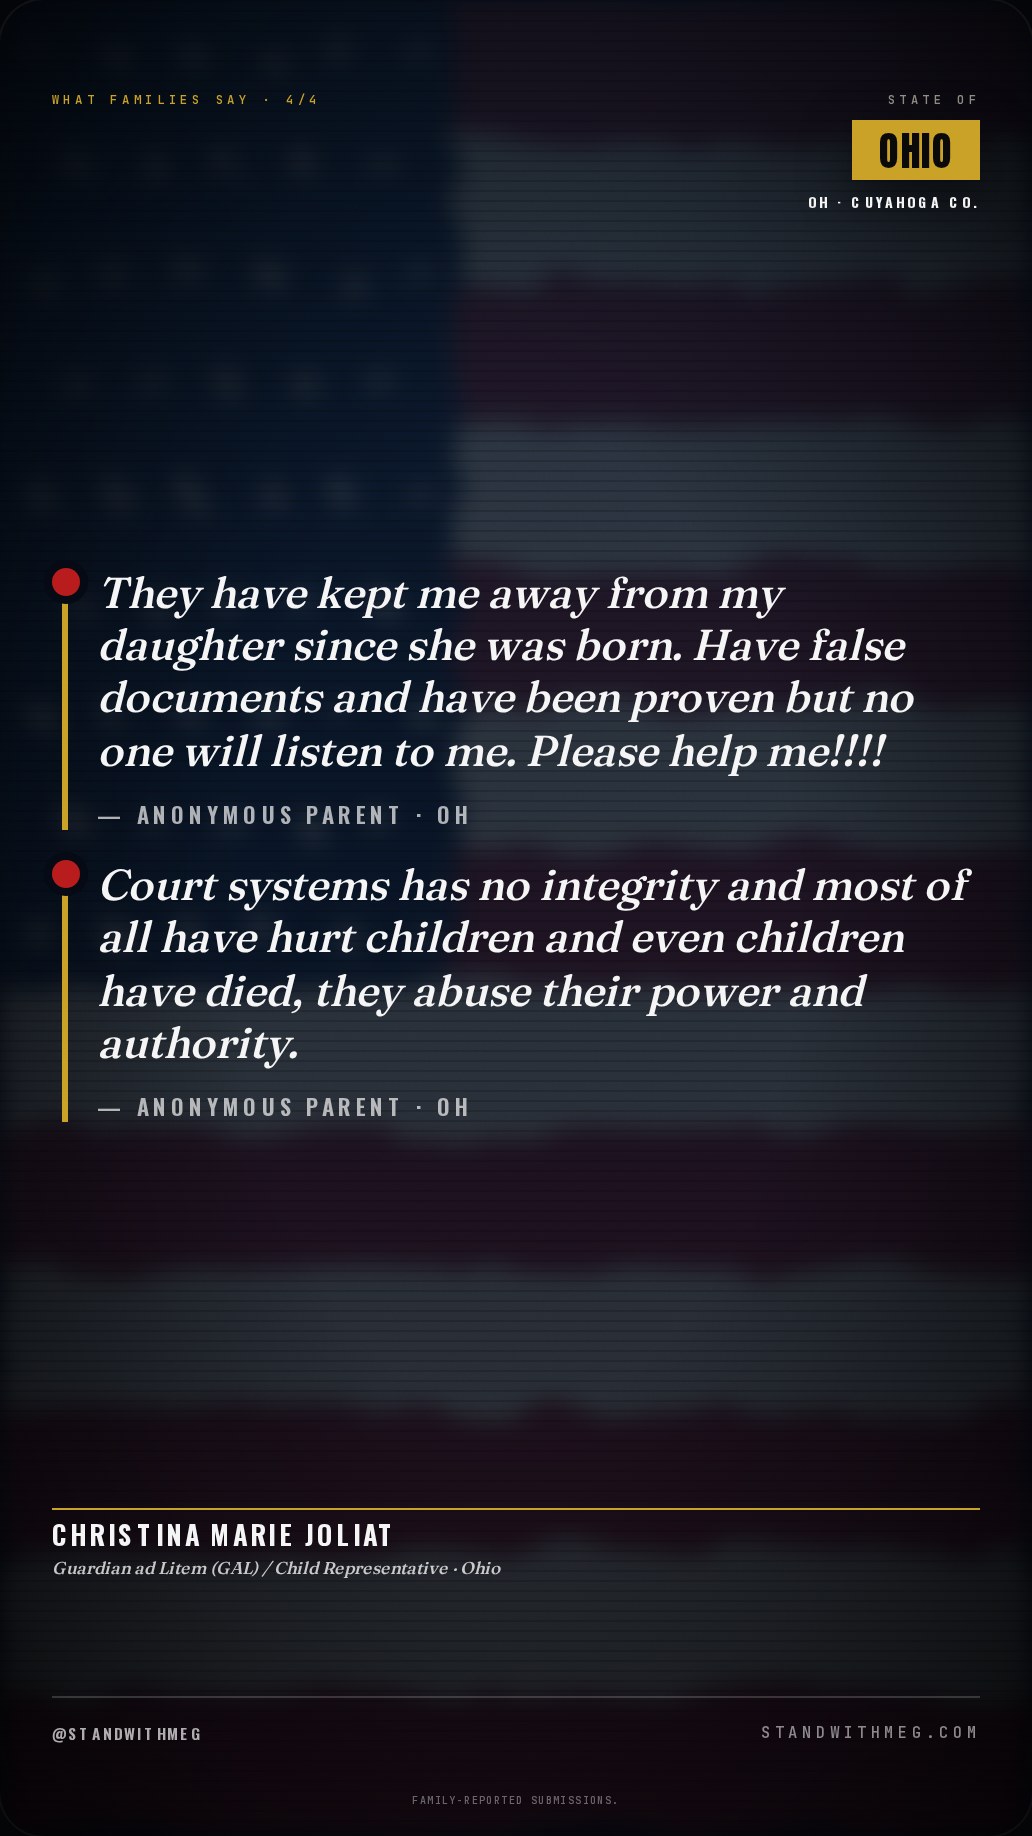 WHAT FAMILIES SAY · 4/4
STATE OF
OHIO
OH · CUYAHOGA CO.
They have kept me away from my
daughter since she was born. Have false
documents and have been proven but no
one will listen to me. Please help me!!!!
— ANONYMOUS PARENT · OH
Court systems has no integrity and most of
all have hurt children and even children
have died, they abuse their power and
authority.
— ANONYMOUS PARENT · OH
CHRISTINA MARIE JOLIAT
Guardian ad Litem (GAL) / Child Representative · Ohio
@STANDWITHMEG
STANDWITHMEG.COM
FAMILY-REPORTED SUBMISSIONS.